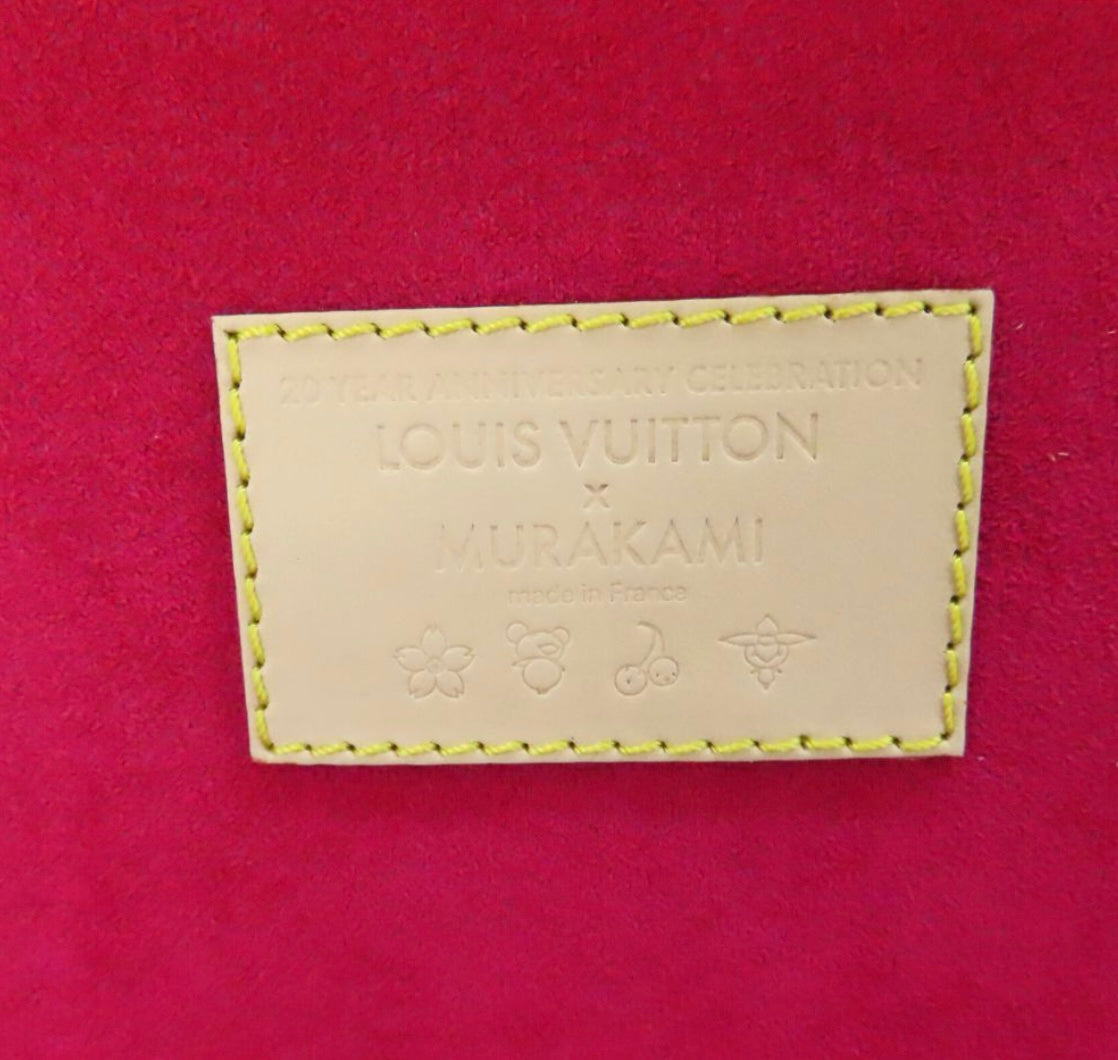 20 YEAR ANNIVERSARY CELEBRATION
LOUIS VUITTON
X
MURAKAMI
made in France